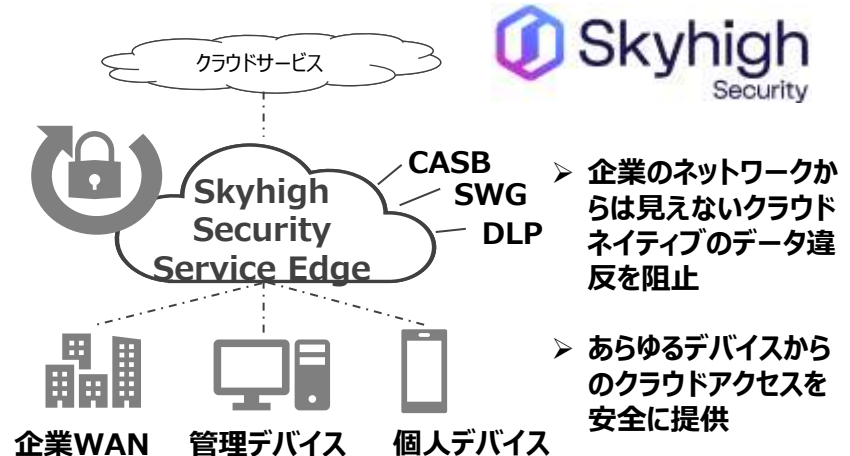 クラウドサービス
Skyhigh
Security
CASB
SWG
DLP
Skyhigh
Security
Service Edge
企業WAN
管理デバイス
個人デバイス
➢ 企業のネットワークか
らは見えないクラウド
ネイティブのデータ違
反を阻止
➢ あらゆるデバイスから
のクラウドアクセスを
安全に提供